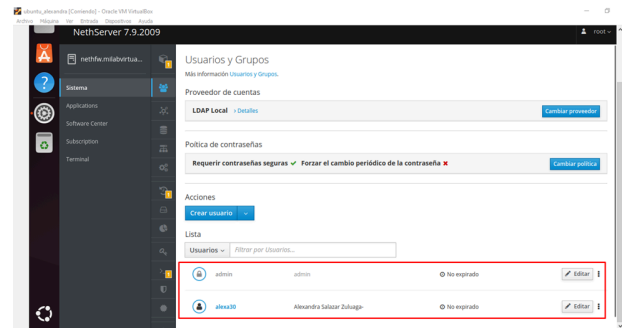 ubuntu_alexandra [Corriendo] - Oracle VM VirtualBox
Archivo Máquina Ver Entrada Dispositivos Ayuda
NethServer 7.9.2009
root
nethfw.milabvirtua...
Sistema
Applications
Software Center
Subscription
Terminal
Usuarios y Grupos
Más información Usuarios y Grupos.
Proveedor de cuentas
LDAP Local › Detalles
Cambiar proveedor
Poítica de contraseñas
Requerir contraseñas seguras ✔ Forzar el cambio periódico de la contraseña ✖
Cambiar política
Acciones
Crear usuario
Lista
Usuarios Filtrar por Usuarios...
admin admin No expirado Editar
alexa30 Alexandra Salazar Zuluaga- No expirado Editar